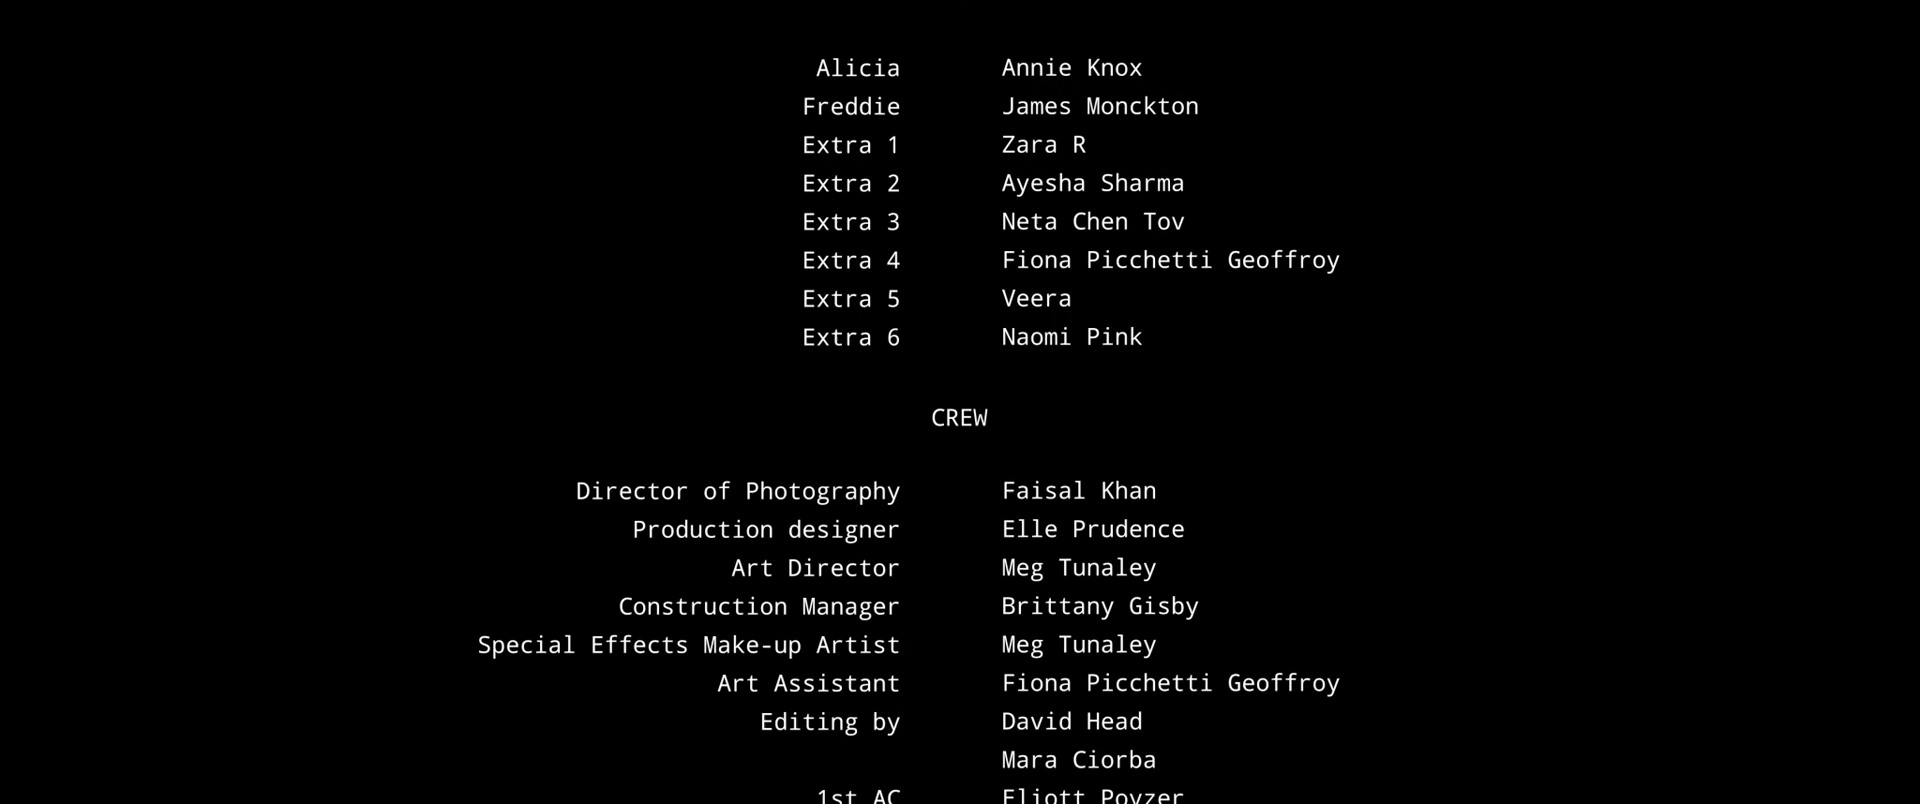 Alicia Annie Knox
Freddie James Monckton
Extra 1 Zara R
Extra 2 Ayesha Sharma
Extra 3 Neta Chen Tov
Extra 4 Fiona Picchetti Geoffroy
Extra 5 Veera
Extra 6 Naomi Pink
CREW
Director of Photography Faisal Khan
Production designer Elle Prudence
Art Director Meg Tunaley
Construction Manager Brittany Gisby
Special Effects Make-up Artist Meg Tunaley
Art Assistant Fiona Picchetti Geoffroy
Editing by David Head
Mara Ciorba
1st AC Eliott